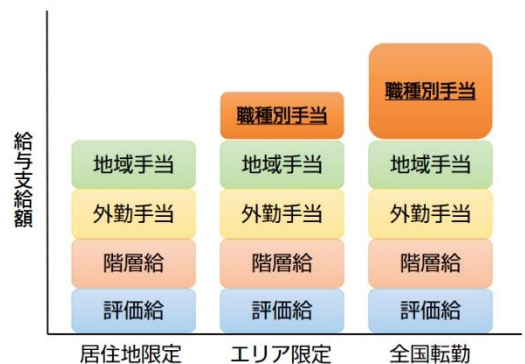 職種別手当
職種別手当
地域手当 地域手当 地域手当
外勤手当 外勤手当 外勤手当
階層給 階層給 階層給
評価給 評価給 評価給
給与支給額
居住地限定 エリア限定 全国転勤